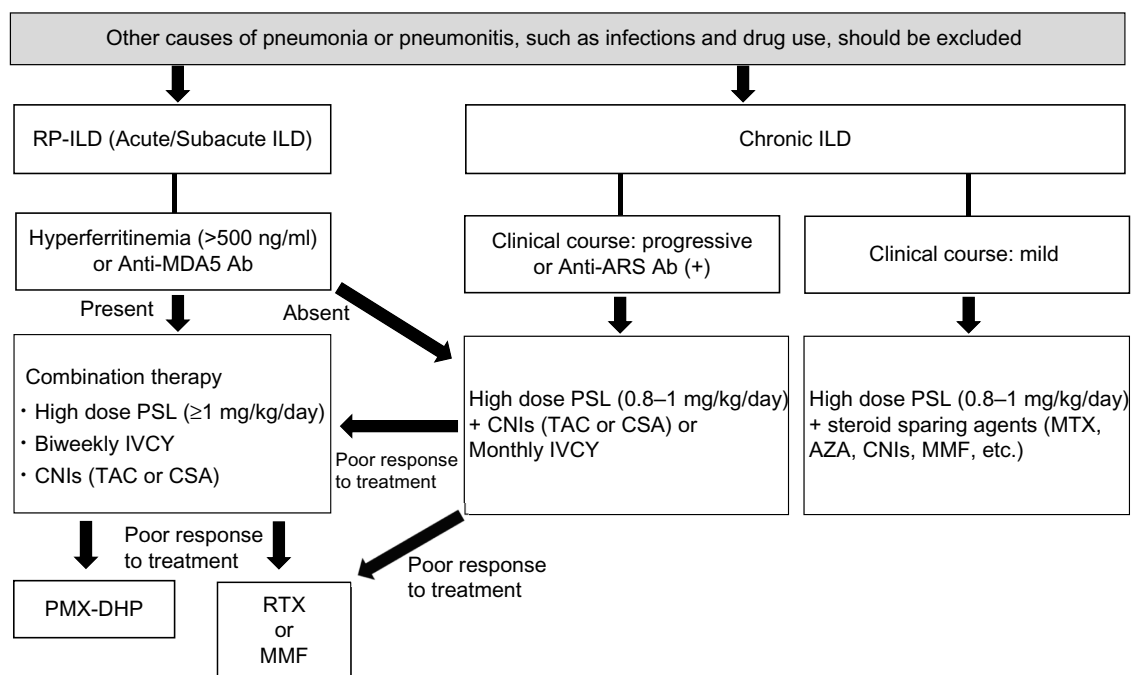 Other causes of pneumonia or pneumonitis, such as infections and drug use, should be excluded
RP-ILD (Acute/Subacute ILD)
Chronic ILD
Hyperferritinemia (>500 ng/ml)
or Anti-MDA5 Ab
Clinical course: progressive
or Anti-ARS Ab (+)
Clinical course: mild
Present
Absent
Combination therapy
・High dose PSL (≥1 mg/kg/day)
・Biweekly IVCY
・CNIs (TAC or CSA)
Poor response
to treatment
High dose PSL (0.8–1 mg/kg/day)
+ CNIs (TAC or CSA) or
Monthly IVCY
High dose PSL (0.8–1 mg/kg/day)
+ steroid sparing agents (MTX,
AZA, CNIs, MMF, etc.)
Poor response
to treatment
Poor response
to treatment
PMX-DHP
RTX
or
MMF